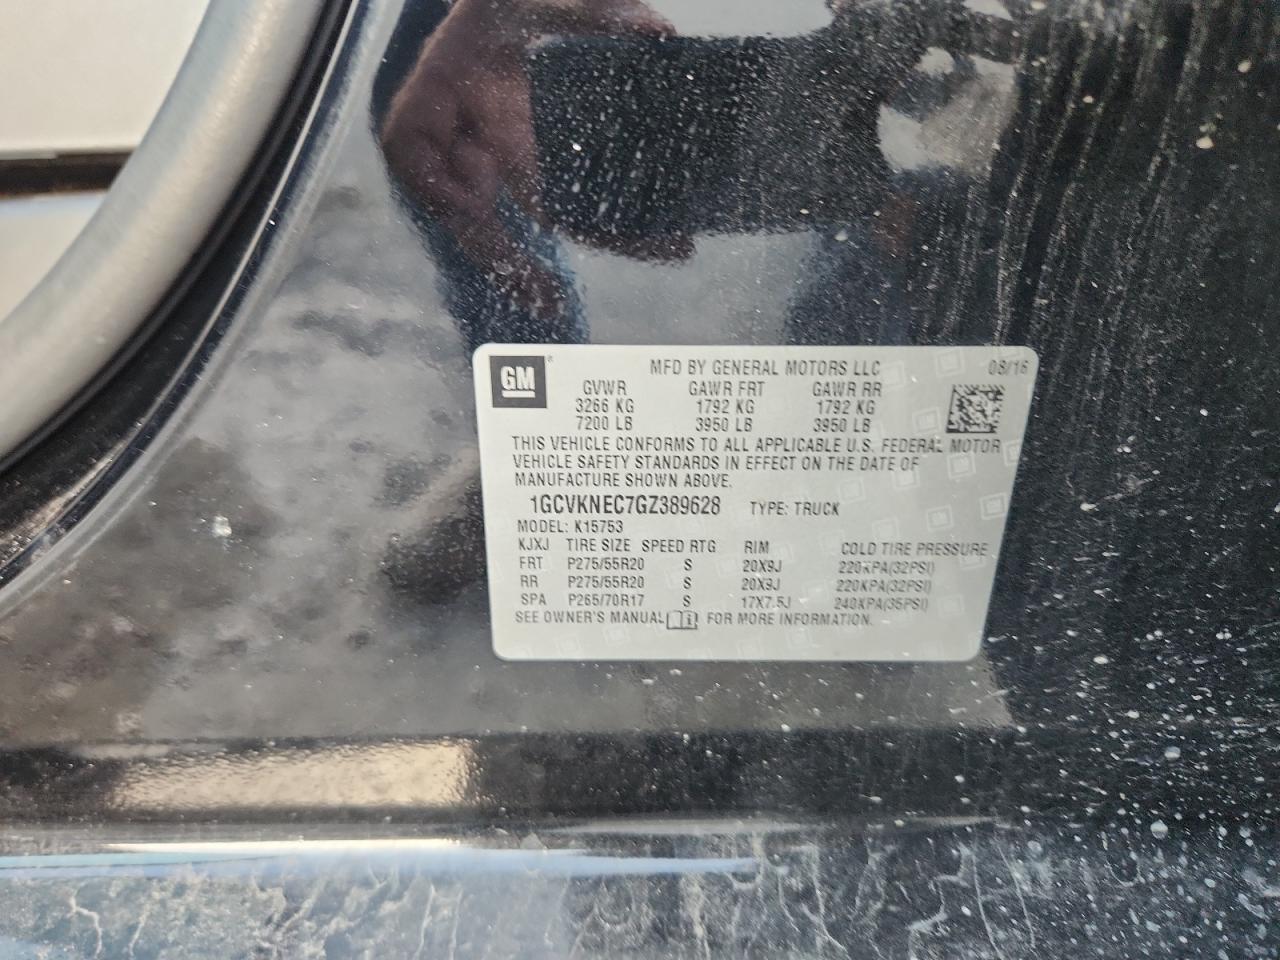 GM®
MFD BY GENERAL MOTORS LLC 08/16
GVWR GAWR FRT GAWR RR
3266 KG 1792 KG 1792 KG
7200 LB 3950 LB 3950 LB
THIS VEHICLE CONFORMS TO ALL APPLICABLE U.S. FEDERAL MOTOR
VEHICLE SAFETY STANDARDS IN EFFECT ON THE DATE OF
MANUFACTURE SHOWN ABOVE.
1GCVKNEC7GZ389628 TYPE: TRUCK
MODEL: K15753
KJXJ TIRE SIZE SPEED RTG RIM COLD TIRE PRESSURE
FRT P275/55R20 S 20X9J 220KPA(32PSI)
RR P275/55R20 S 20X9J 220KPA(32PSI)
SPA P265/70R17 S 17X7.5J 240KPA(35PSI)
SEE OWNER'S MANUAL FOR MORE INFORMATION.